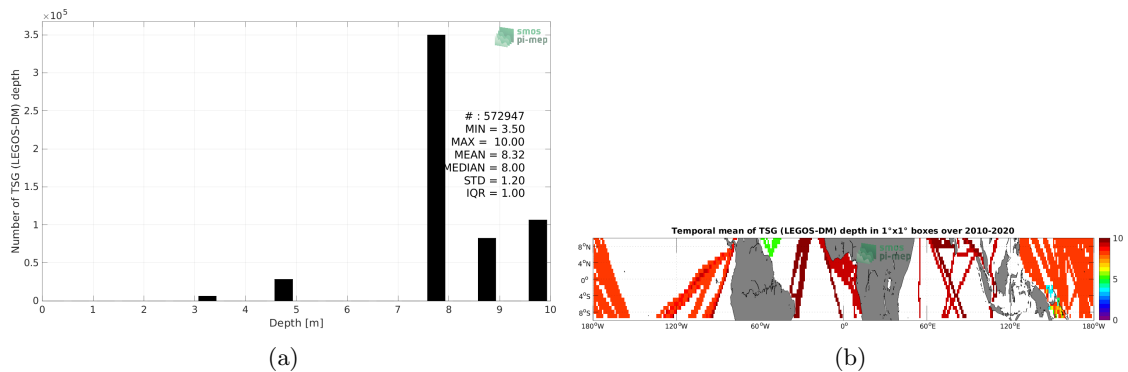 ×10⁵
3.5
3
2.5
2
1.5
1
0.5
0
Number of TSG (LEGOS-DM) depth
smos
pi-mep
# : 572947
MIN = 3.50
MAX = 10.00
MEAN = 8.32
MEDIAN = 8.00
STD = 1.20
IQR = 1.00
0 1 2 3 4 5 6 7 8 9 10
Depth [m]
(a)
Temporal mean of TSG (LEGOS-DM) depth in 1°x1° boxes over 2010-2020
smos
pi-mep
8°N
4°N
0°
4°S
8°S
180°W 120°W 60°W 0° 60°E 120°E 180°W
10
5
0
(b)